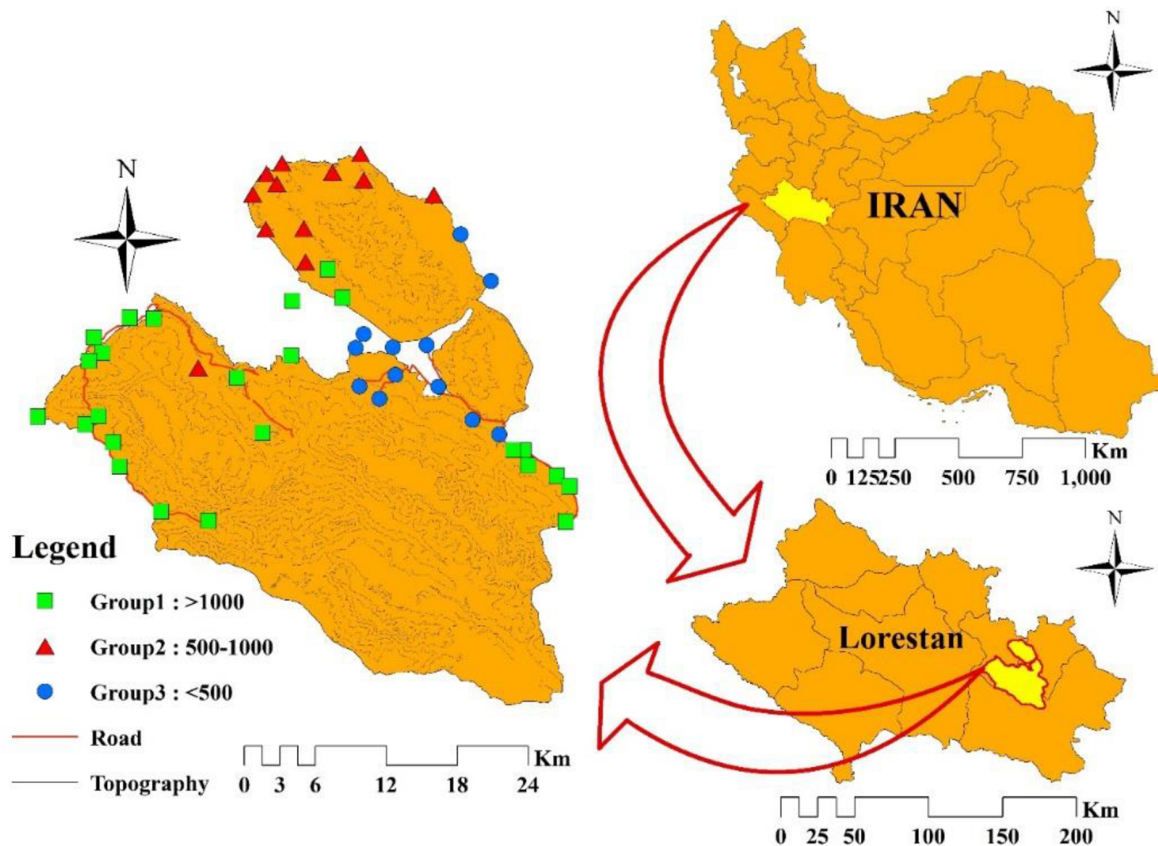 N
Legend
Group1 : >1000
Group2 : 500-1000
Group3 : <500
Road
Topography
Km
0 3 6 12 18 24
N
IRAN
Km
0 125250 500 750 1,000
N
Lorestan
Km
0 25 50 100 150 200